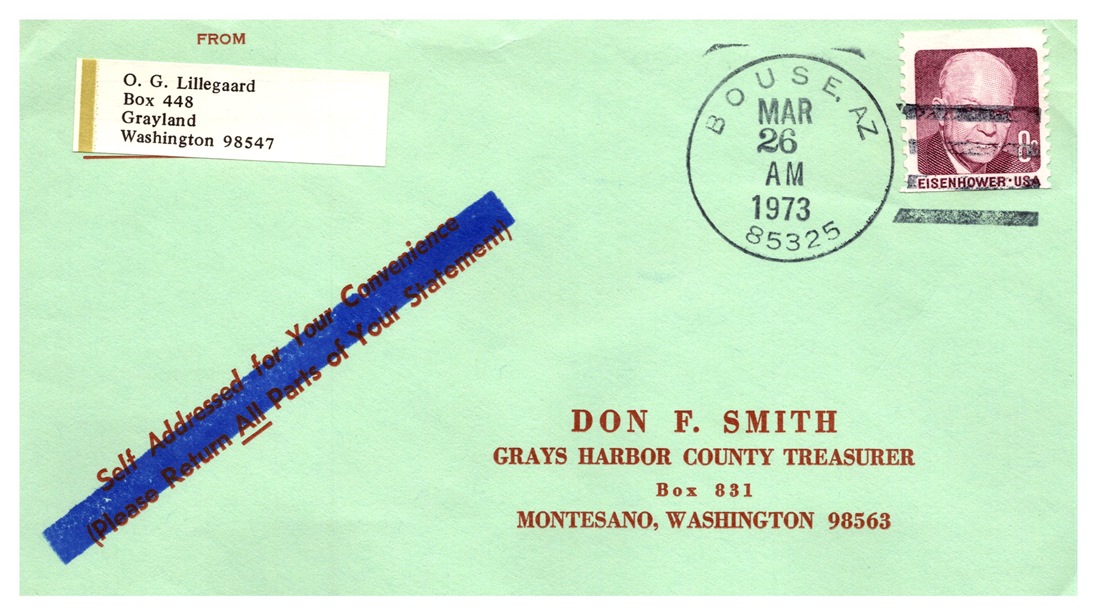 FROM
O. G. Lillegaard
Box 448
Grayland
Washington 98547
BOUSE, AZ
MAR
26
AM
1973
85325
EISENHOWER·USA
Self Addressed for Your Convenience
(Please Return All Parts of Your Statement)
DON F. SMITH
GRAYS HARBOR COUNTY TREASURER
Box 831
MONTESANO, WASHINGTON 98563